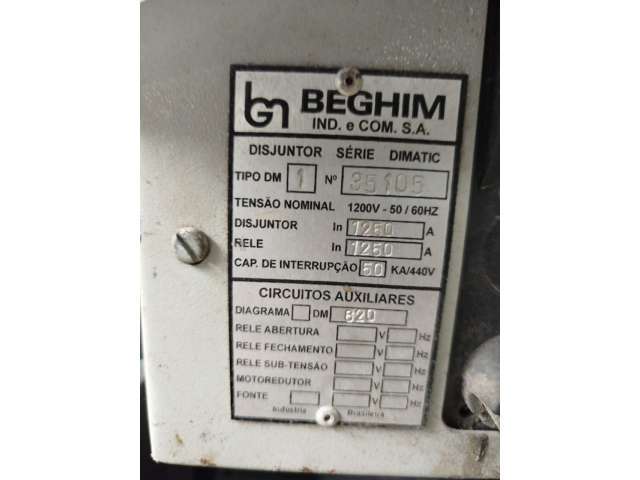 BEGHIM
IND. e COM. S.A.
DISJUNTOR SÉRIE DIMATIC
TIPO DM 1 Nº 35106
TENSÃO NOMINAL 1200V - 50/60HZ
DISJUNTOR In 1250 A
RELE In 1250 A
CAP. DE INTERRUPÇÃO 50 KA/440V
CIRCUITOS AUXILIARES
DIAGRAMA DM 620
RELE ABERTURA V Hz
RELE FECHAMENTO V Hz
RELE SUB-TENSÃO V Hz
MOTOREDUTOR V Hz
FONTE V Hz
Industria Brasileira